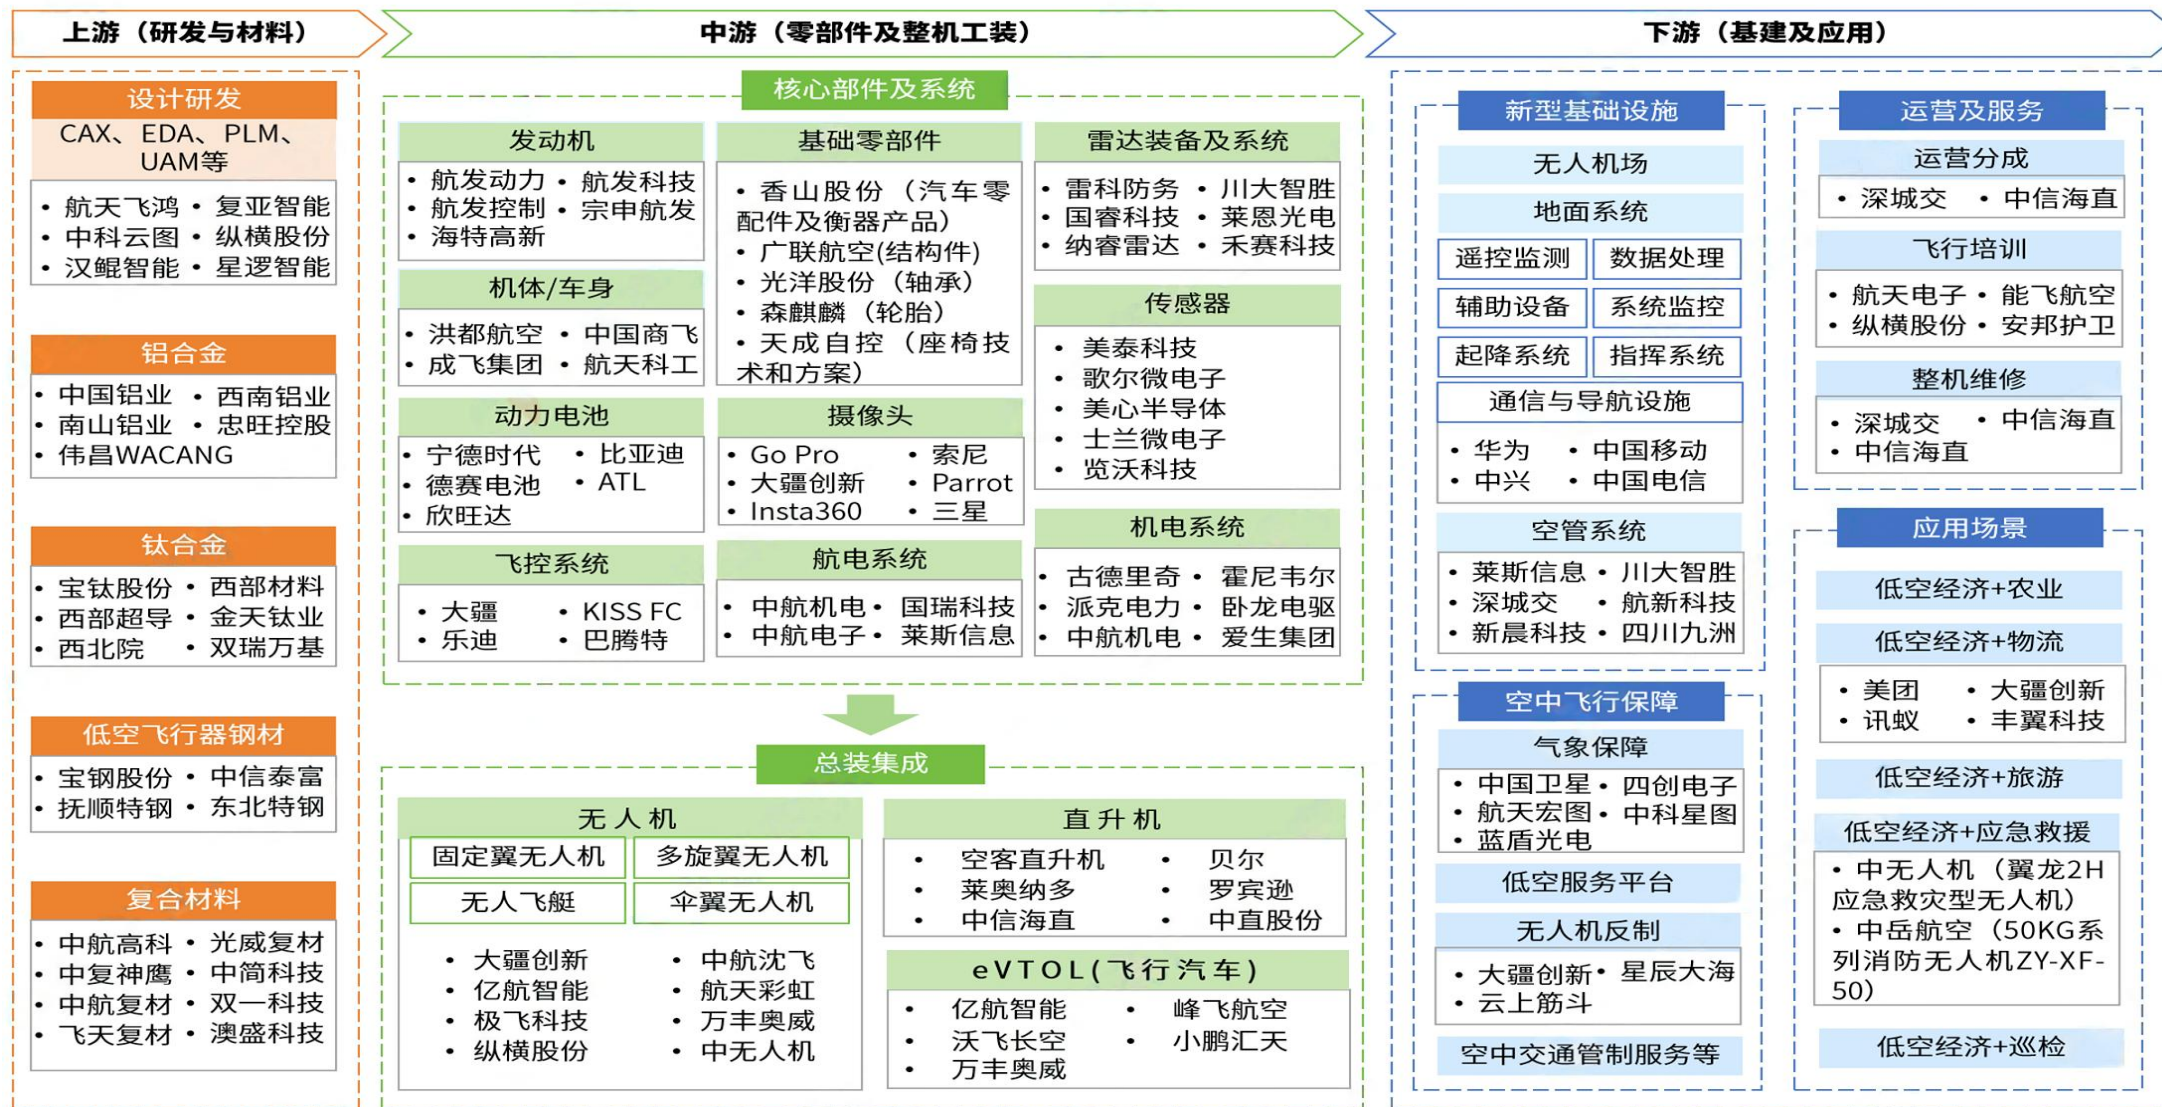 上游（研发与材料）
中游（零部件及整机工装）
下游（基建及应用）
设计研发
CAX、EDA、PLM、
UAM等
• 航天飞鸿 • 复亚智能
• 中科云图 • 纵横股份
• 汉鲲智能 • 星逻智能
铝合金
• 中国铝业 • 西南铝业
• 南山铝业 • 忠旺控股
• 伟昌WACANG
钛合金
• 宝钛股份 • 西部材料
• 西部超导 • 金天钛业
• 西北院 • 双瑞万基
低空飞行器钢材
• 宝钢股份 • 中信泰富
• 抚顺特钢 • 东北特钢
复合材料
• 中航高科 • 光威复材
• 中复神鹰 • 中简科技
• 中航复材 • 双一科技
• 飞天复材 • 澳盛科技
核心部件及系统
发动机
• 航发动力 • 航发科技
• 航发控制 • 宗申航发
• 海特高新
机体/车身
• 洪都航空 • 中国商飞
• 成飞集团 • 航天科工
动力电池
• 宁德时代 • 比亚迪
• 德赛电池 • ATL
• 欣旺达
飞控系统
• 大疆 • KISS FC
• 乐迪 • 巴腾特
基础零部件
• 香山股份（汽车零
配件及衡器产品）
• 广联航空(结构件)
• 光洋股份（轴承）
• 森麒麟（轮胎）
• 天成自控（座椅技
术和方案）
摄像头
• Go Pro • 索尼
• 大疆创新 • Parrot
• Insta360 • 三星
航电系统
• 中航机电 • 国瑞科技
• 中航电子 • 莱斯信息
雷达装备及系统
• 雷科防务 • 川大智胜
• 国睿科技 • 莱恩光电
• 纳睿雷达 • 禾赛科技
传感器
• 美泰科技
• 歌尔微电子
• 美心半导体
• 士兰微电子
• 览沃科技
机电系统
• 古德里奇 • 霍尼韦尔
• 派克电力 • 卧龙电驱
• 中航机电 • 爱生集团
总装集成
无人机
固定翼无人机 多旋翼无人机
无人飞艇 伞翼无人机
• 大疆创新 • 中航沈飞
• 亿航智能 • 航天彩虹
• 极飞科技 • 万丰奥威
• 纵横股份 • 中无人机
直升机
• 空客直升机 • 贝尔
• 莱奥纳多 • 罗宾逊
• 中信海直 • 中直股份
eVTOL(飞行汽车)
• 亿航智能 • 峰飞航空
• 沃飞长空 • 小鹏汇天
• 万丰奥威
新型基础设施
无人机场
地面系统
遥控监测 数据处理
辅助设备 系统监控
起降系统 指挥系统
通信与导航设施
• 华为 • 中国移动
• 中兴 • 中国电信
空管系统
• 莱斯信息 • 川大智胜
• 深城交 • 航新科技
• 新晨科技 • 四川九洲
空中飞行保障
气象保障
• 中国卫星 • 四创电子
• 航天宏图 • 中科星图
• 蓝盾光电
低空服务平台
无人机反制
• 大疆创新 • 星辰大海
• 云上筋斗
空中交通管制服务等
运营及服务
运营分成
• 深城交 • 中信海直
飞行培训
• 航天电子 • 能飞航空
• 纵横股份 • 安邦护卫
整机维修
• 深城交 • 中信海直
• 中信海直
应用场景
低空经济+农业
低空经济+物流
• 美团 • 大疆创新
• 讯蚁 • 丰翼科技
低空经济+旅游
低空经济+应急救援
• 中无人机（翼龙2H
应急救灾型无人机）
• 中岳航空（50KG系
列消防无人机ZY-XF-
50）
低空经济+巡检